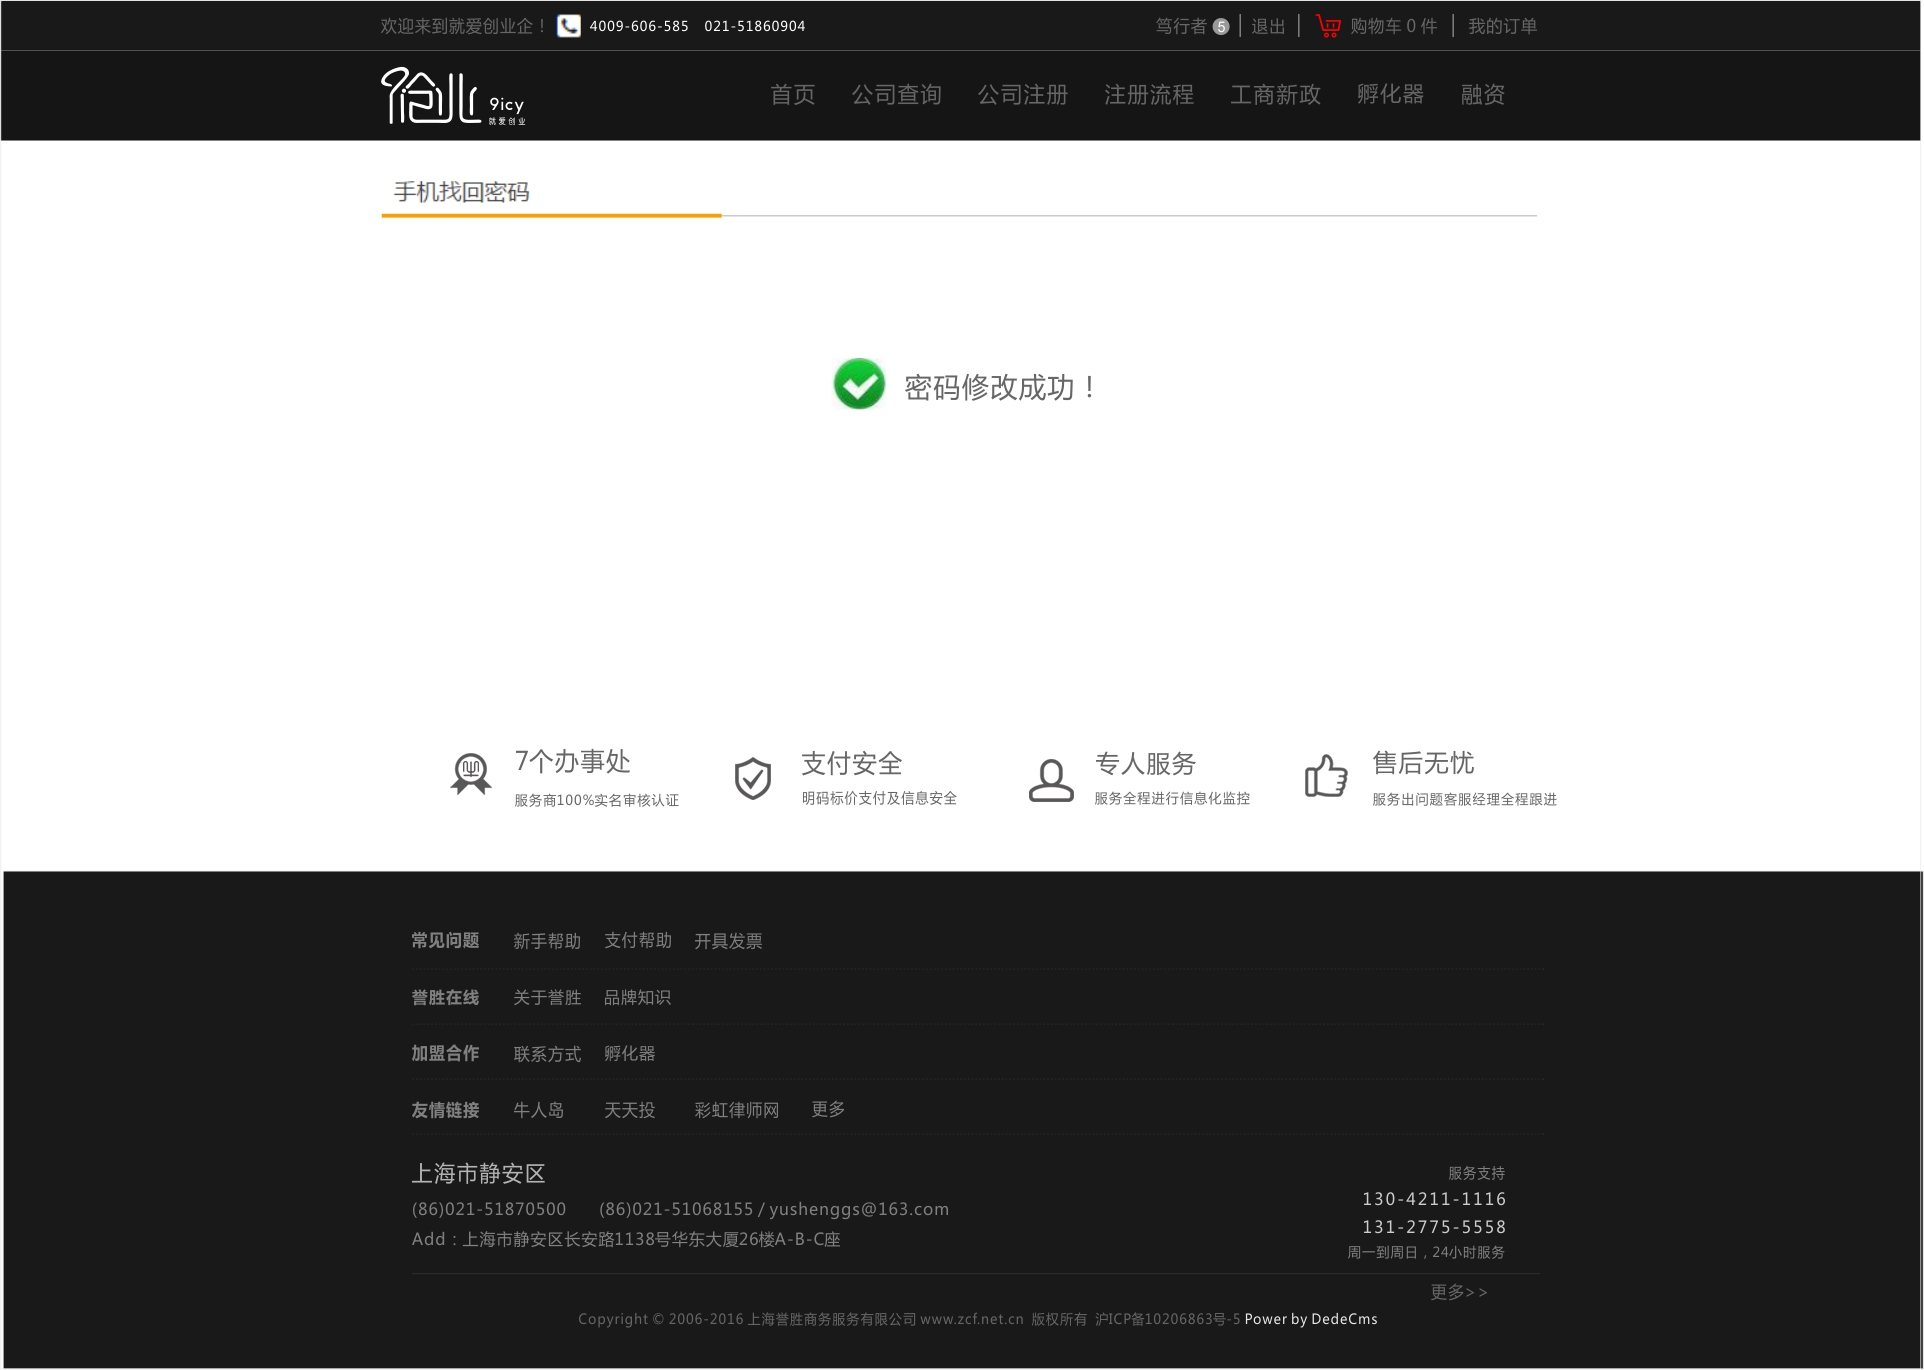 欢迎来到就爱创业企！ 4009-606-585 021-51860904 笃行者 5 退出 购物车 0 件 我的订单
9icy
就爱创业
首页 公司查询 公司注册 注册流程 工商新政 孵化器 融资
手机找回密码
密码修改成功！
7个办事处 支付安全 专人服务 售后无忧
服务商100%实名审核认证 明码标价支付及信息安全 服务全程进行信息化监控 服务出问题客服经理全程跟进
常见问题 新手帮助 支付帮助 开具发票
誉胜在线 关于誉胜 品牌知识
加盟合作 联系方式 孵化器
友情链接 牛人岛 天天投 彩虹律师网 更多
上海市静安区
(86)021-51870500 (86)021-51068155 / yushenggs@163.com
Add：上海市静安区长安路1138号华东大厦26楼A-B-C座
服务支持
130-4211-1116
131-2775-5558
周一到周日，24小时服务
更多>>
Copyright © 2006-2016 上海誉胜商务服务有限公司 www.zcf.net.cn 版权所有 沪ICP备10206863号-5 Power by DedeCms